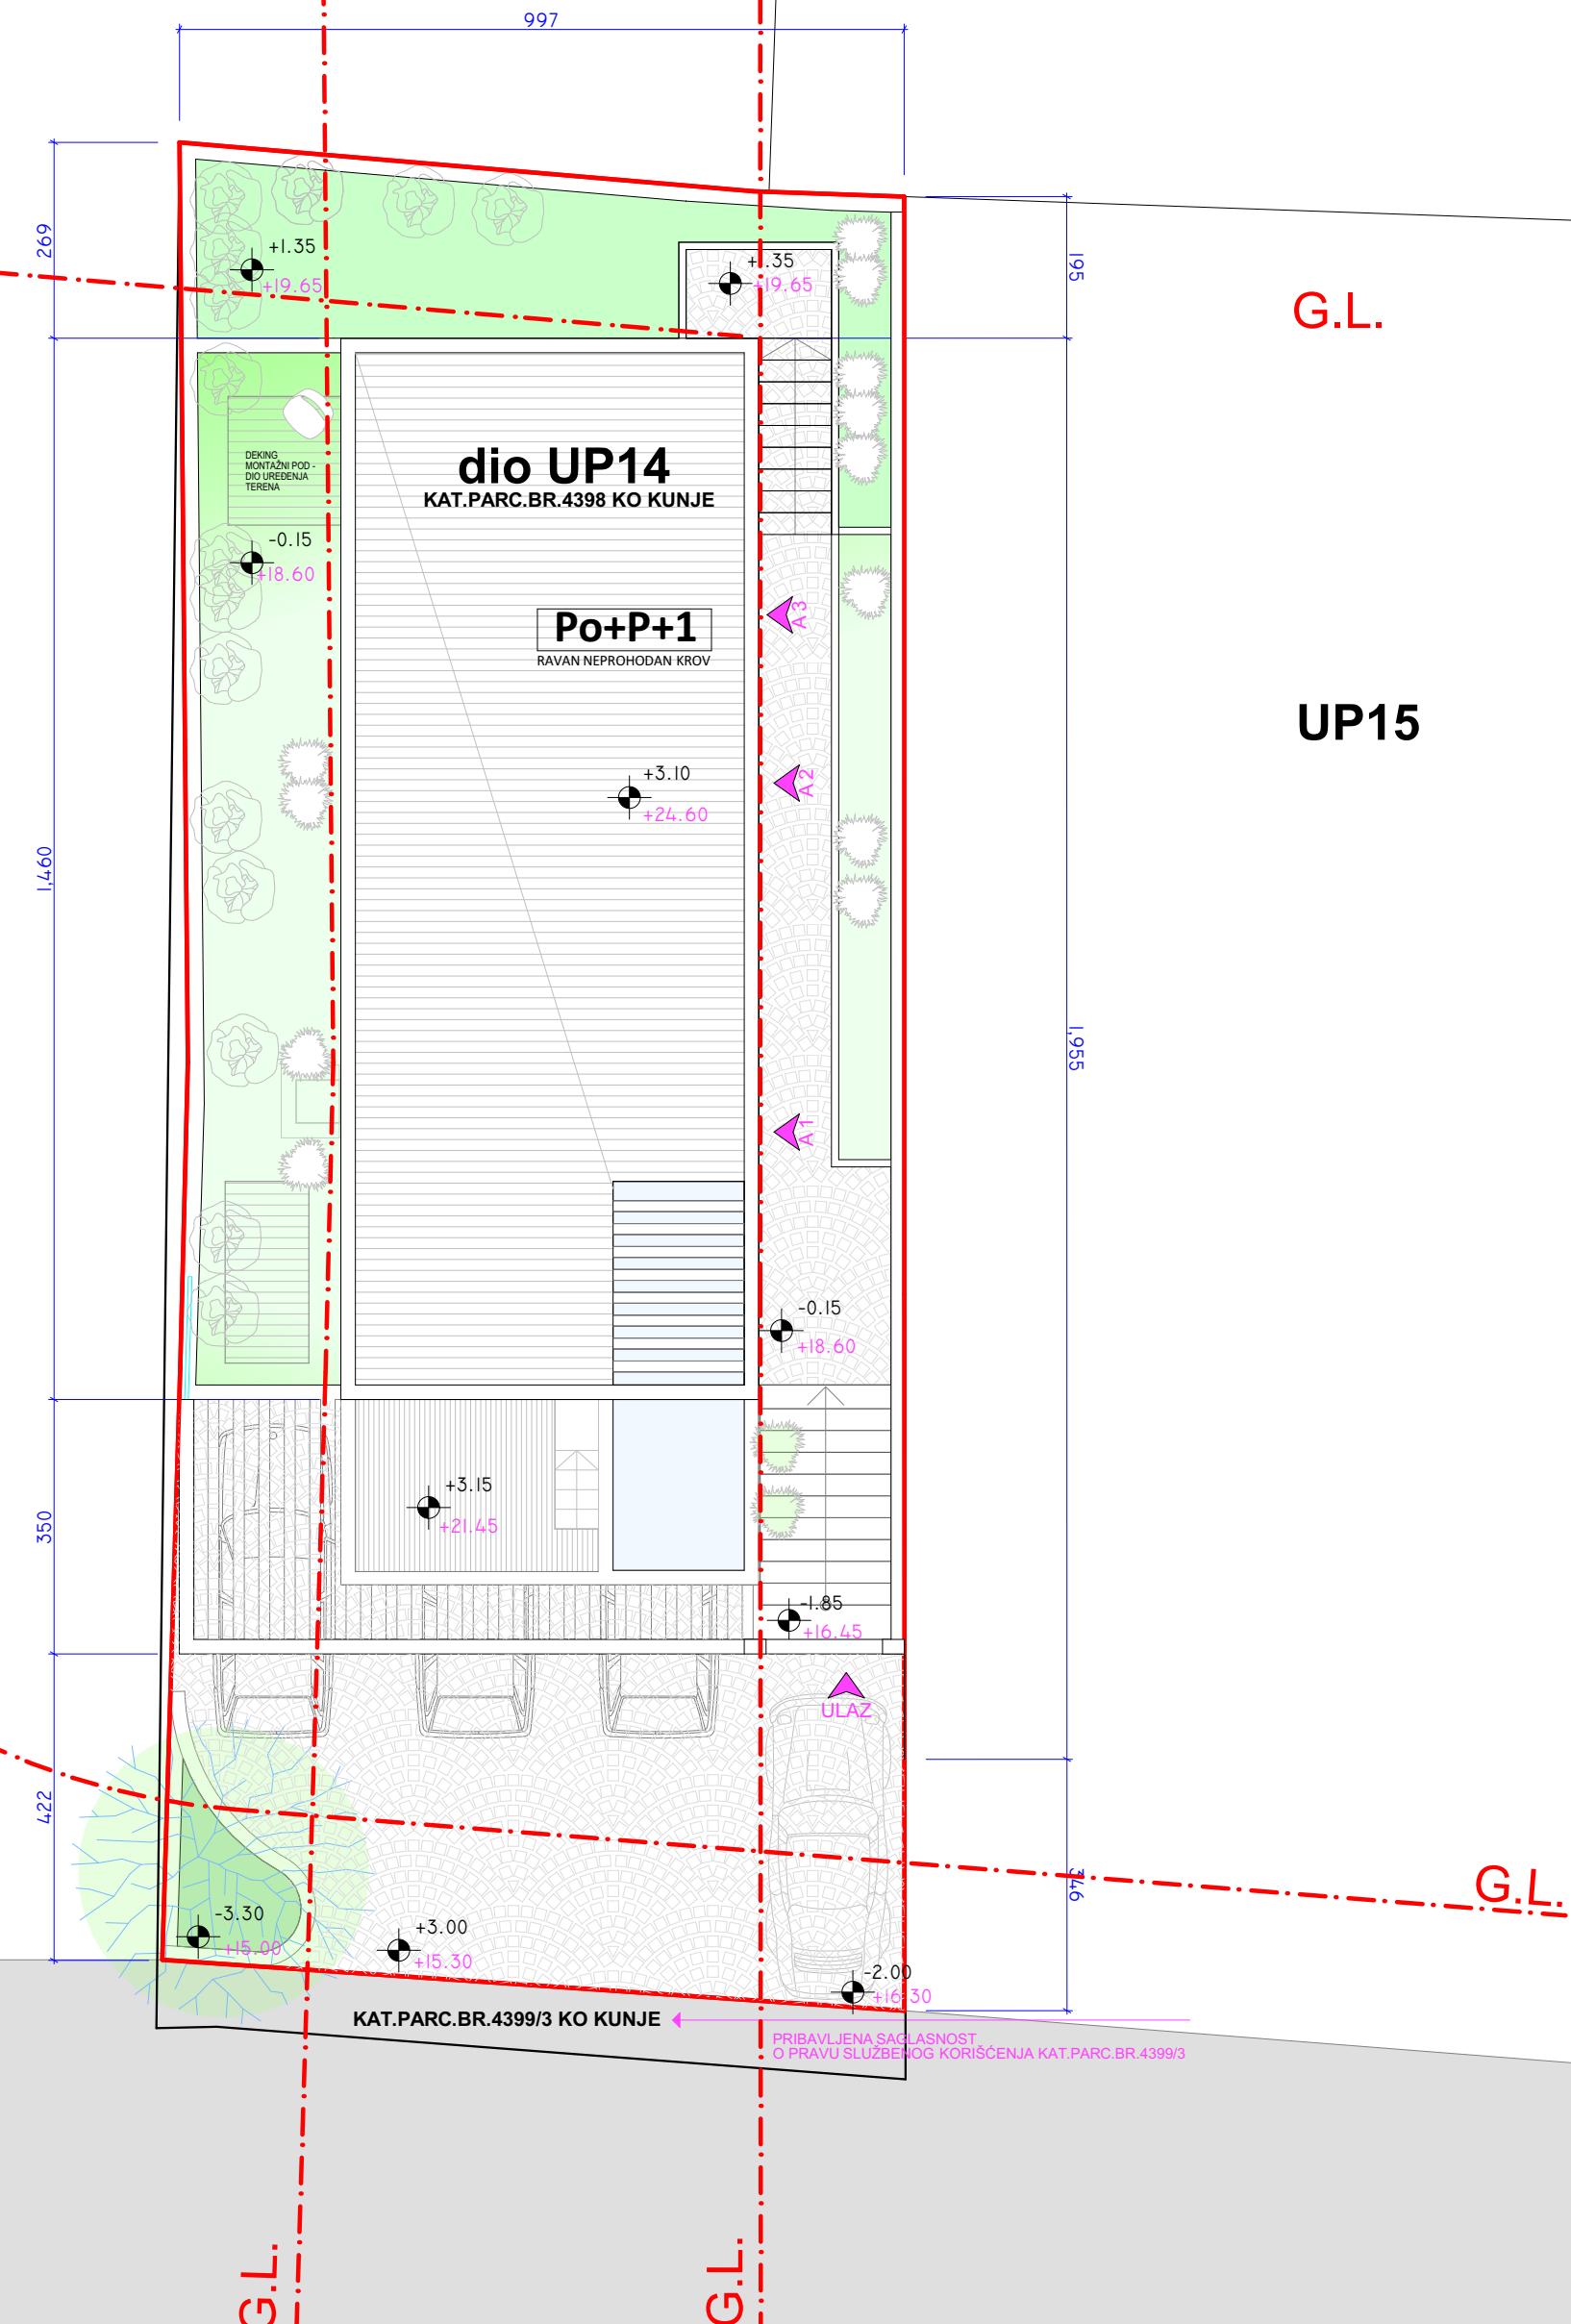 997
269
195
+1.35
+19.65
+1.35
+19.65
G.L.
dio UP14
KAT.PARC.BR.4398 KO KUNJE
DEKING
MONTAŽNI POD -
DIO UREĐENJA
TERENA
-0.15
+18.60
A3
Po+P+1
RAVAN NEPROHODAN KROV
UP15
+3.10
+24.60
A2
1,460
1,955
A1
-0.15
+18.60
+3.15
+21.45
350
-1.85
+16.45
ULAZ
422
346
G.L.
-3.30
+15.00
+3.00
+15.30
-2.00
+16.30
KAT.PARC.BR.4399/3 KO KUNJE
PRIBAVLJENA SAGLASNOST
O PRAVU SLUŽBENOG KORIŠĆENJA KAT.PARC.BR.4399/3
G.L.
G.L.